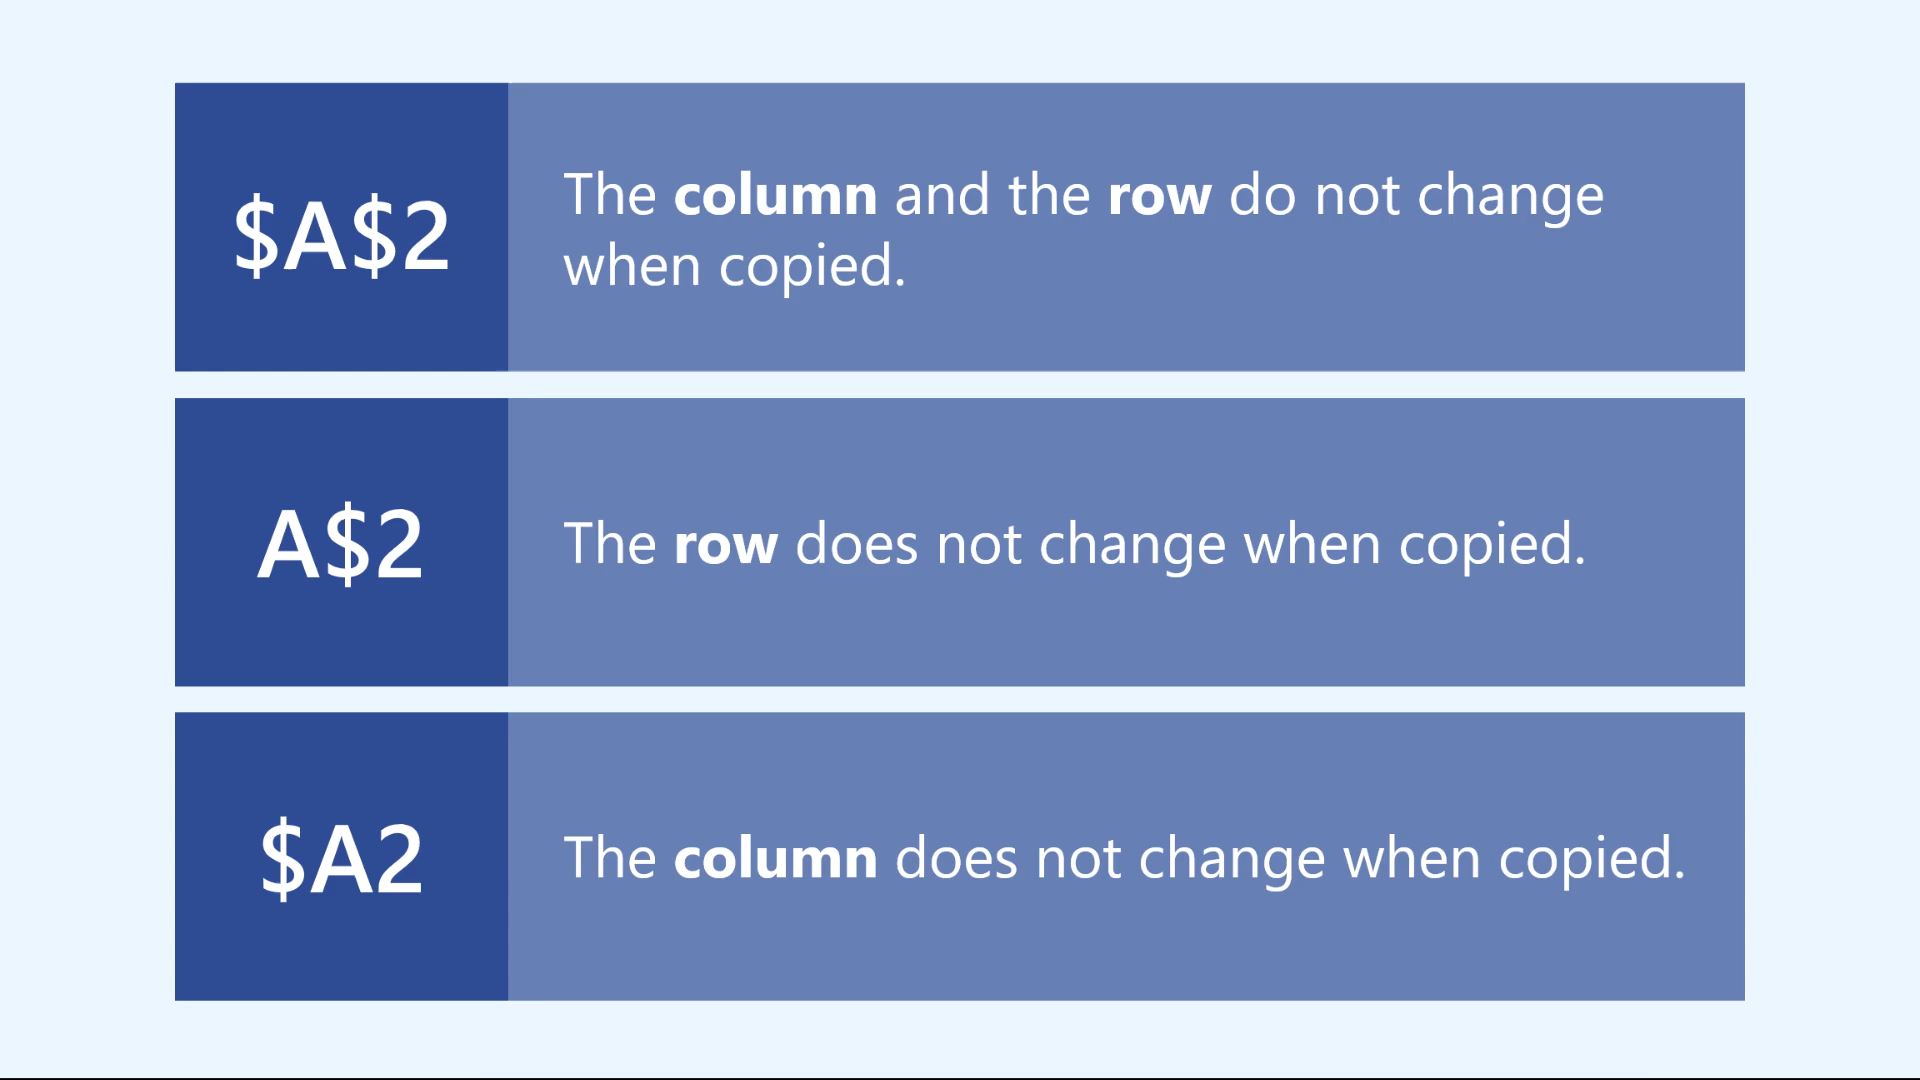 $A$2
The column and the row do not change
when copied.
A$2
The row does not change when copied.
$A2
The column does not change when copied.